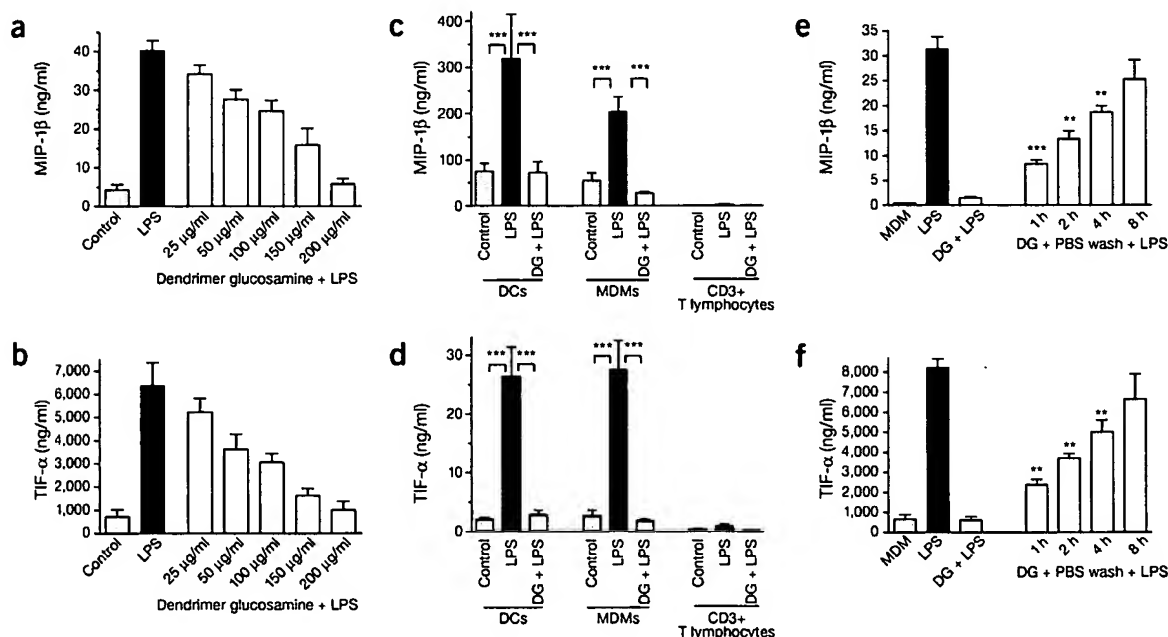 a
MIP-1β (ng/ml)
40
30
20
10
0
Control
LPS
25 µg/ml
50 µg/ml
100 µg/ml
150 µg/ml
200 µg/ml
Dendrimer glucosamine + LPS
b
TIF-α (ng/ml)
7,000
6,000
5,000
4,000
3,000
2,000
1,000
0
Control
LPS
25 µg/ml
50 µg/ml
100 µg/ml
150 µg/ml
200 µg/ml
Dendrimer glucosamine + LPS
c
MIP-1β (ng/ml)
400
300
200
100
0
*** ***
*** ***
Control
LPS
DG + LPS
Control
LPS
DG + LPS
Control
LPS
DG + LPS
DCs
MDMs
CD3+
T lymphocytes
d
TIF-α (ng/ml)
30
20
10
0
*** ***
*** ***
Control
LPS
DG + LPS
Control
LPS
DG + LPS
Control
LPS
DG + LPS
DCs
MDMs
CD3+
T lymphocytes
e
MIP-1β (ng/ml)
35
30
25
20
15
10
5
0
***
**
**
MDM
LPS
DG + LPS
1 h
2 h
4 h
8 h
DG + PBS wash + LPS
f
TIF-α (ng/ml)
8,000
7,000
6,000
5,000
4,000
3,000
2,000
1,000
0
**
**
**
MDM
LPS
DG + LPS
1 h
2 h
4 h
8 h
DG + PBS wash + LPS